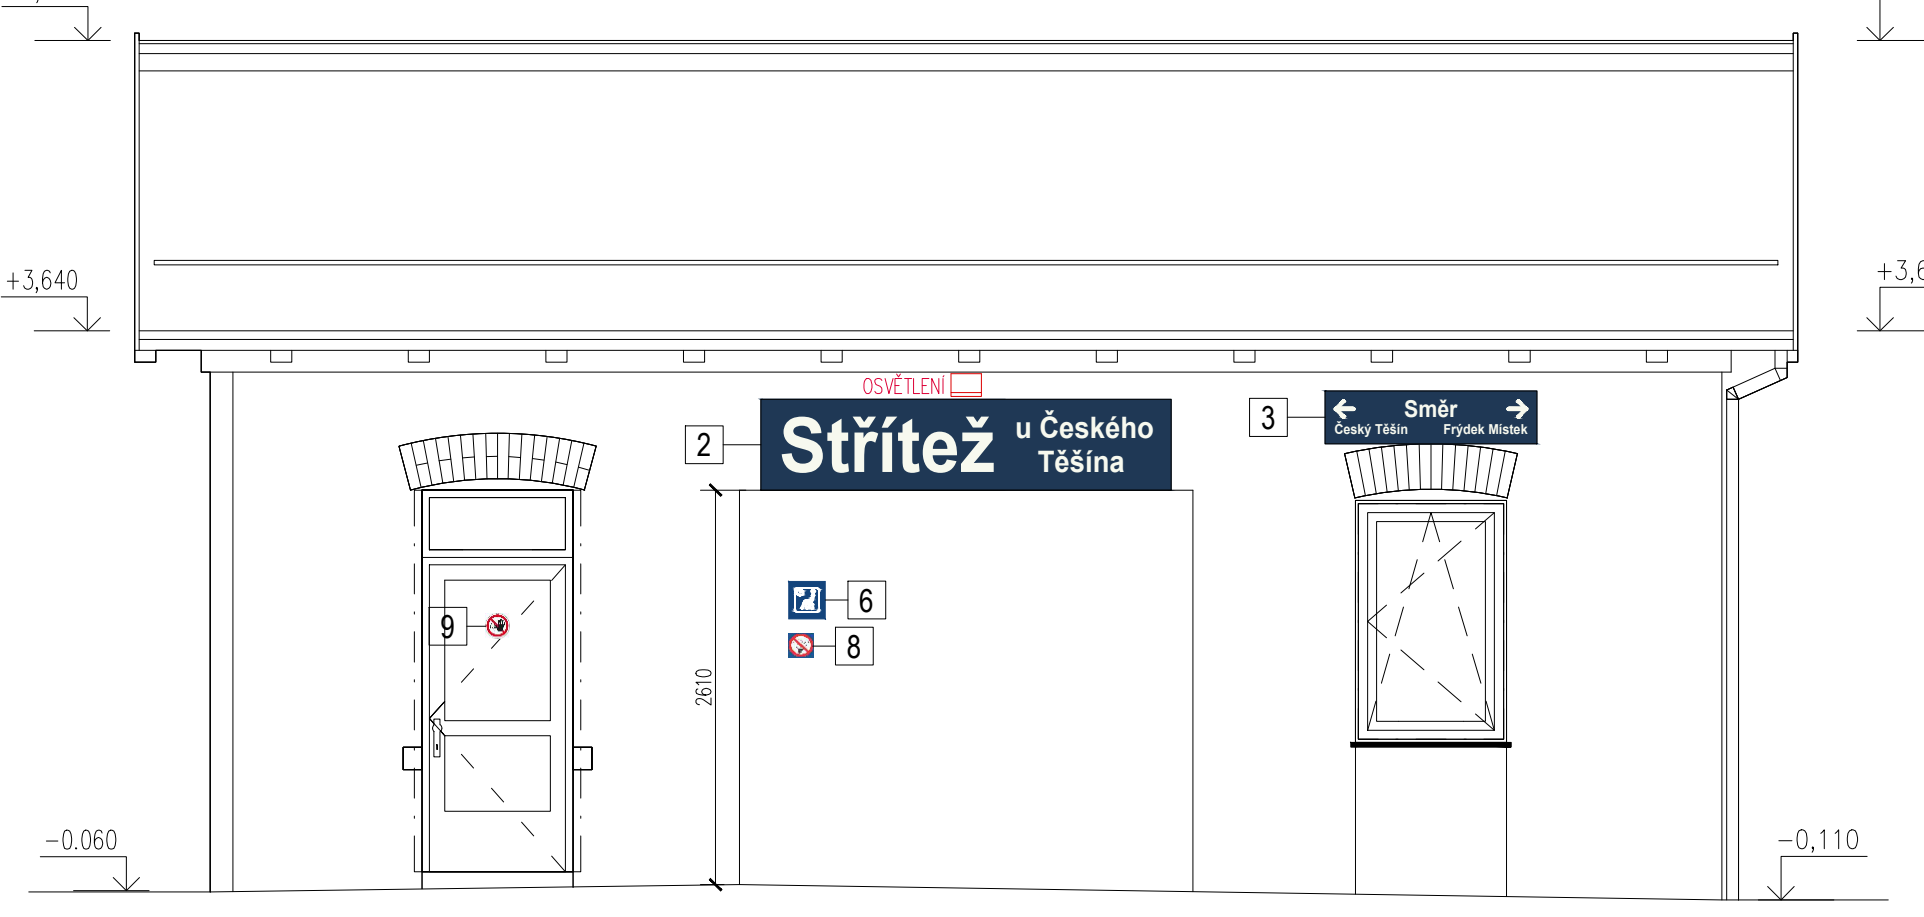 +3,640
+3,6
OSVĚTLENÍ
2
Střítež
u Českého
Těšína
3
Směr
Český Těšín
Frýdek Místek
6
9
8
2610
-0.060
-0,110